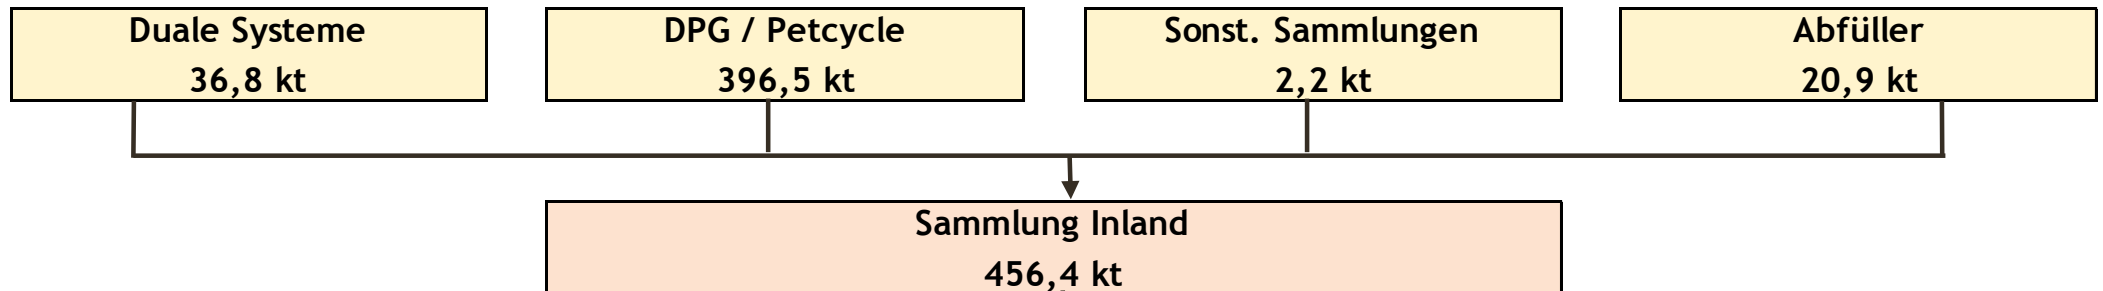 Duale Systeme
36,8 kt
DPG / Petcycle
396,5 kt
Sonst. Sammlungen
2,2 kt
Abfüller
20,9 kt
Sammlung Inland
456,4 kt